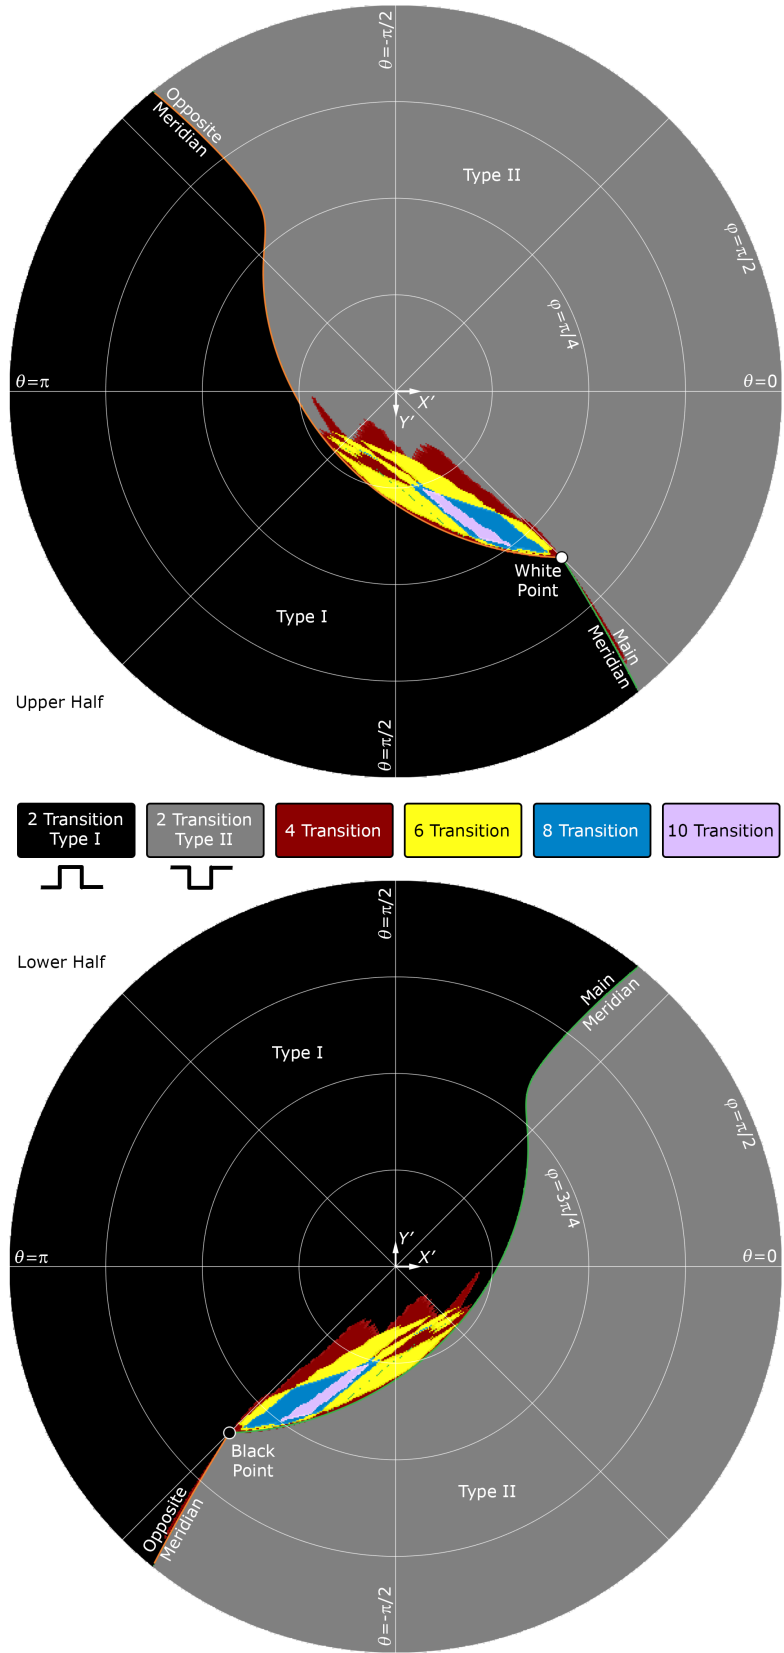 θ=-π/2
Opposite
Meridian
Type II
φ=π/2
φ=π/4
θ=π
θ=0
X′
Y′
White
Point
Type I
Main
Meridian
Upper Half
θ=π/2
2 Transition
Type I
2 Transition
Type II
4 Transition
6 Transition
8 Transition
10 Transition
θ=π/2
Lower Half
Main
Meridian
Type I
φ=π/2
φ=3π/4
Y′
X′
θ=π
θ=0
Black
Point
Type II
Opposite
Meridian
θ=-π/2